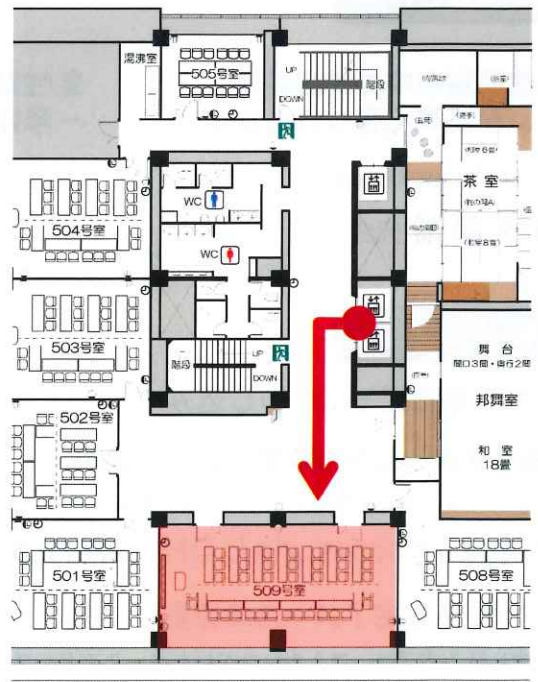 湯沸室
505号室
UP
階段
DOWN
WC
504号室
茶室
WC
503号室
UP
階段
DOWN
舞台
間口3間・奥行2間
邦舞室
502号室
和室
18畳
501号室
509号室
508号室